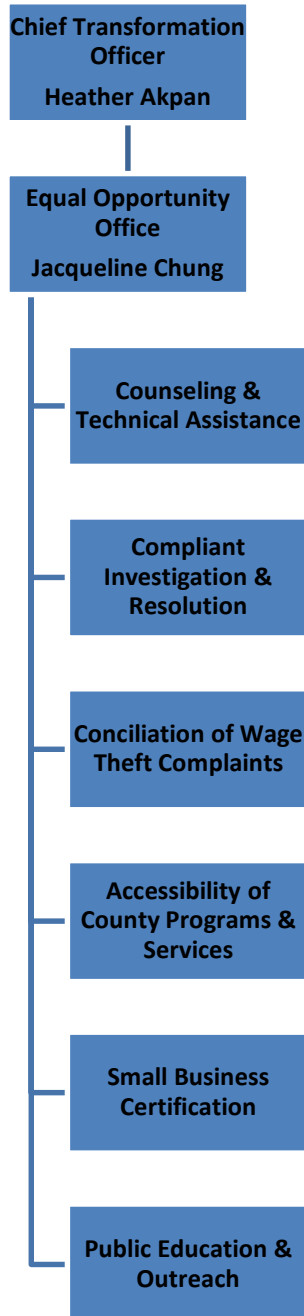 Chief Transformation
Officer
Heather Akpan
Equal Opportunity
Office
Jacqueline Chung
Counseling &
Technical Assistance
Compliant
Investigation &
Resolution
Conciliation of Wage
Theft Complaints
Accessibility of
County Programs &
Services
Small Business
Certification
Public Education &
Outreach